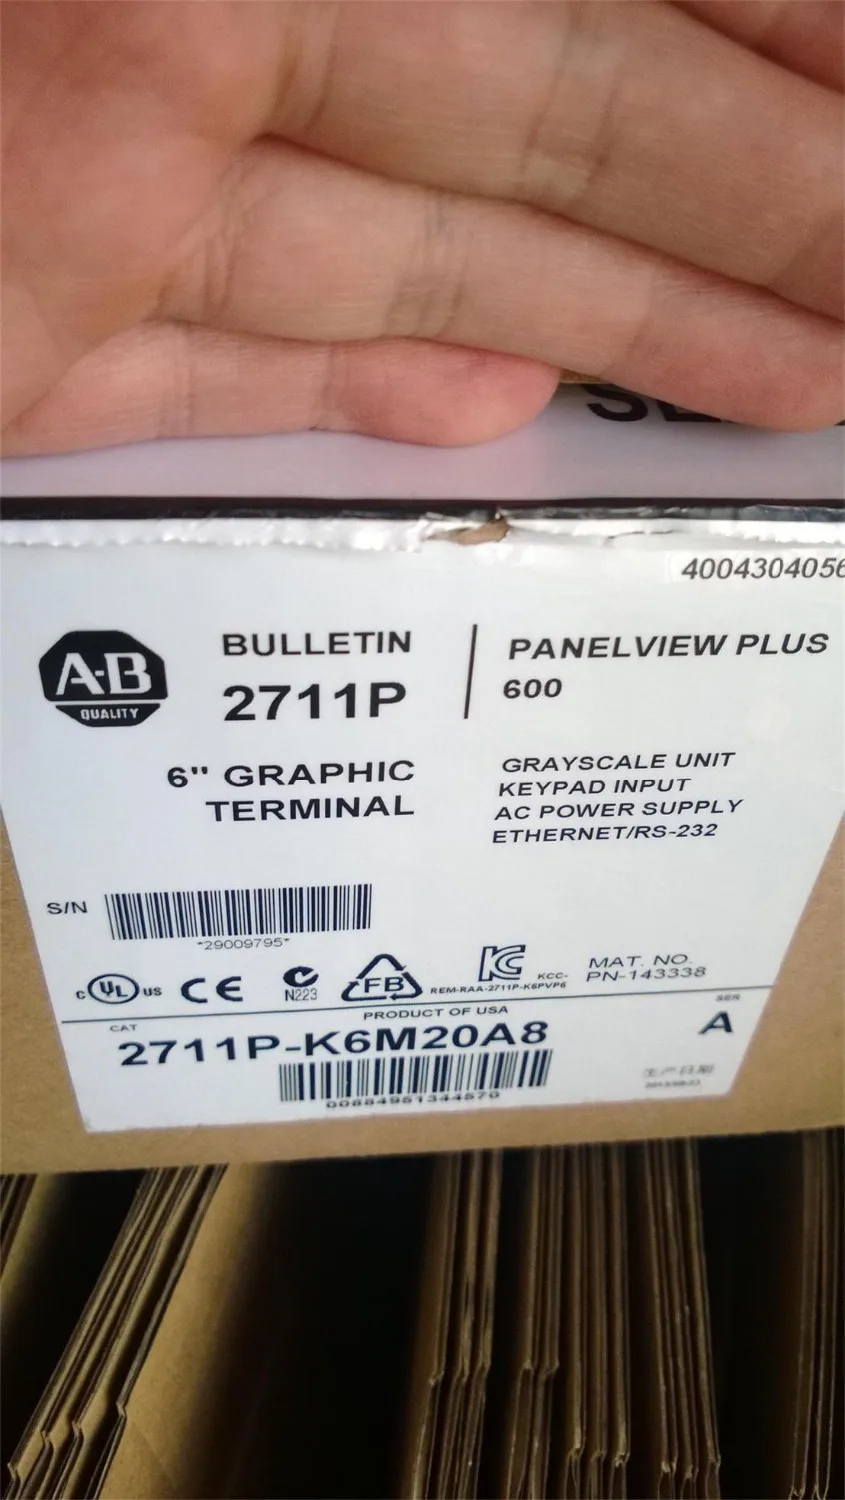 4004304056
A-B
QUALITY
BULLETIN
2711P
PANELVIEW PLUS
600
6" GRAPHIC
TERMINAL
GRAYSCALE UNIT
KEYPAD INPUT
AC POWER SUPPLY
ETHERNET/RS-232
S/N
*29009795*
C UL US
CE
N223
FB
KCC-
REM-RAA-2711P-K6PVP6
MAT. NO.
PN-143338
PRODUCT OF USA
CAT
2711P-K6M20A8
SER
A
00884951344570
生产日期